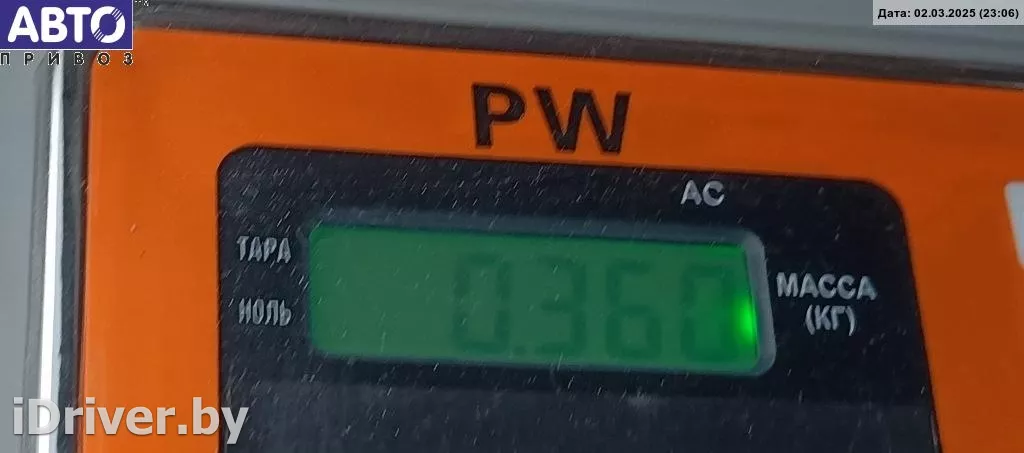 АВТО
ПРИВОЗ
Дата: 02.03.2025 (23:06)
PW
AC
ТАРА
НОЛЬ
0.360
МАССА
(КГ)
iDriver.by